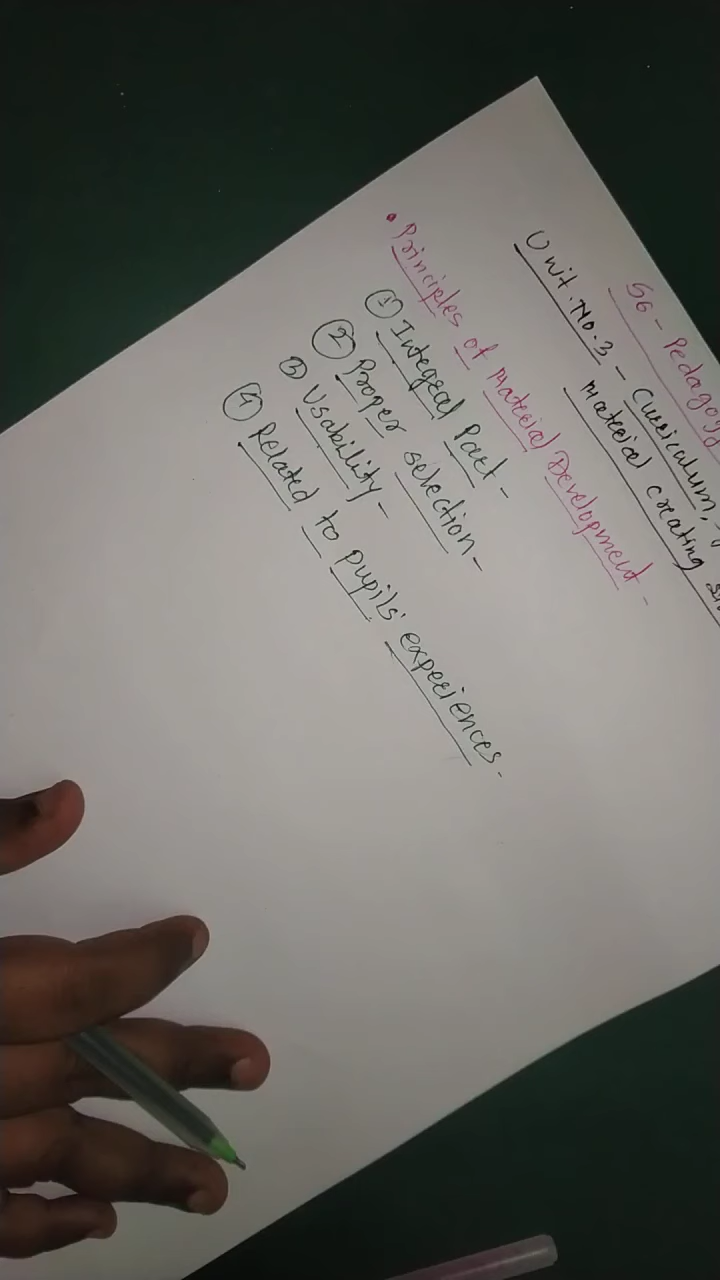 S6 - Pedagogy
Unit. No. 3 - Curriculum,
Material creating
• Principles of Material Development -
① Integral Part -
② Proper selection -
③ Usability -
④ Related to pupils' experiences -